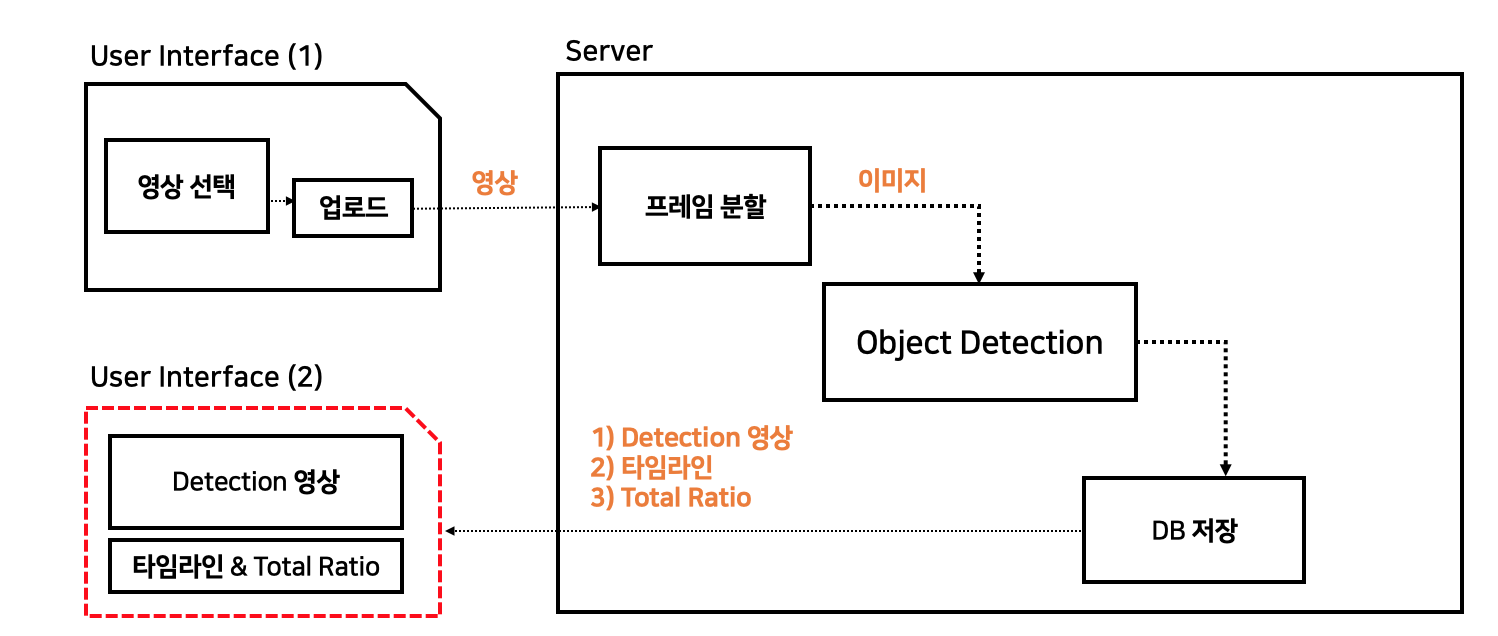 User Interface (1)
영상 선택
업로드
영상
Server
프레임 분할
이미지
Object Detection
DB 저장
1) Detection 영상
2) 타임라인
3) Total Ratio
User Interface (2)
Detection 영상
타임라인 & Total Ratio